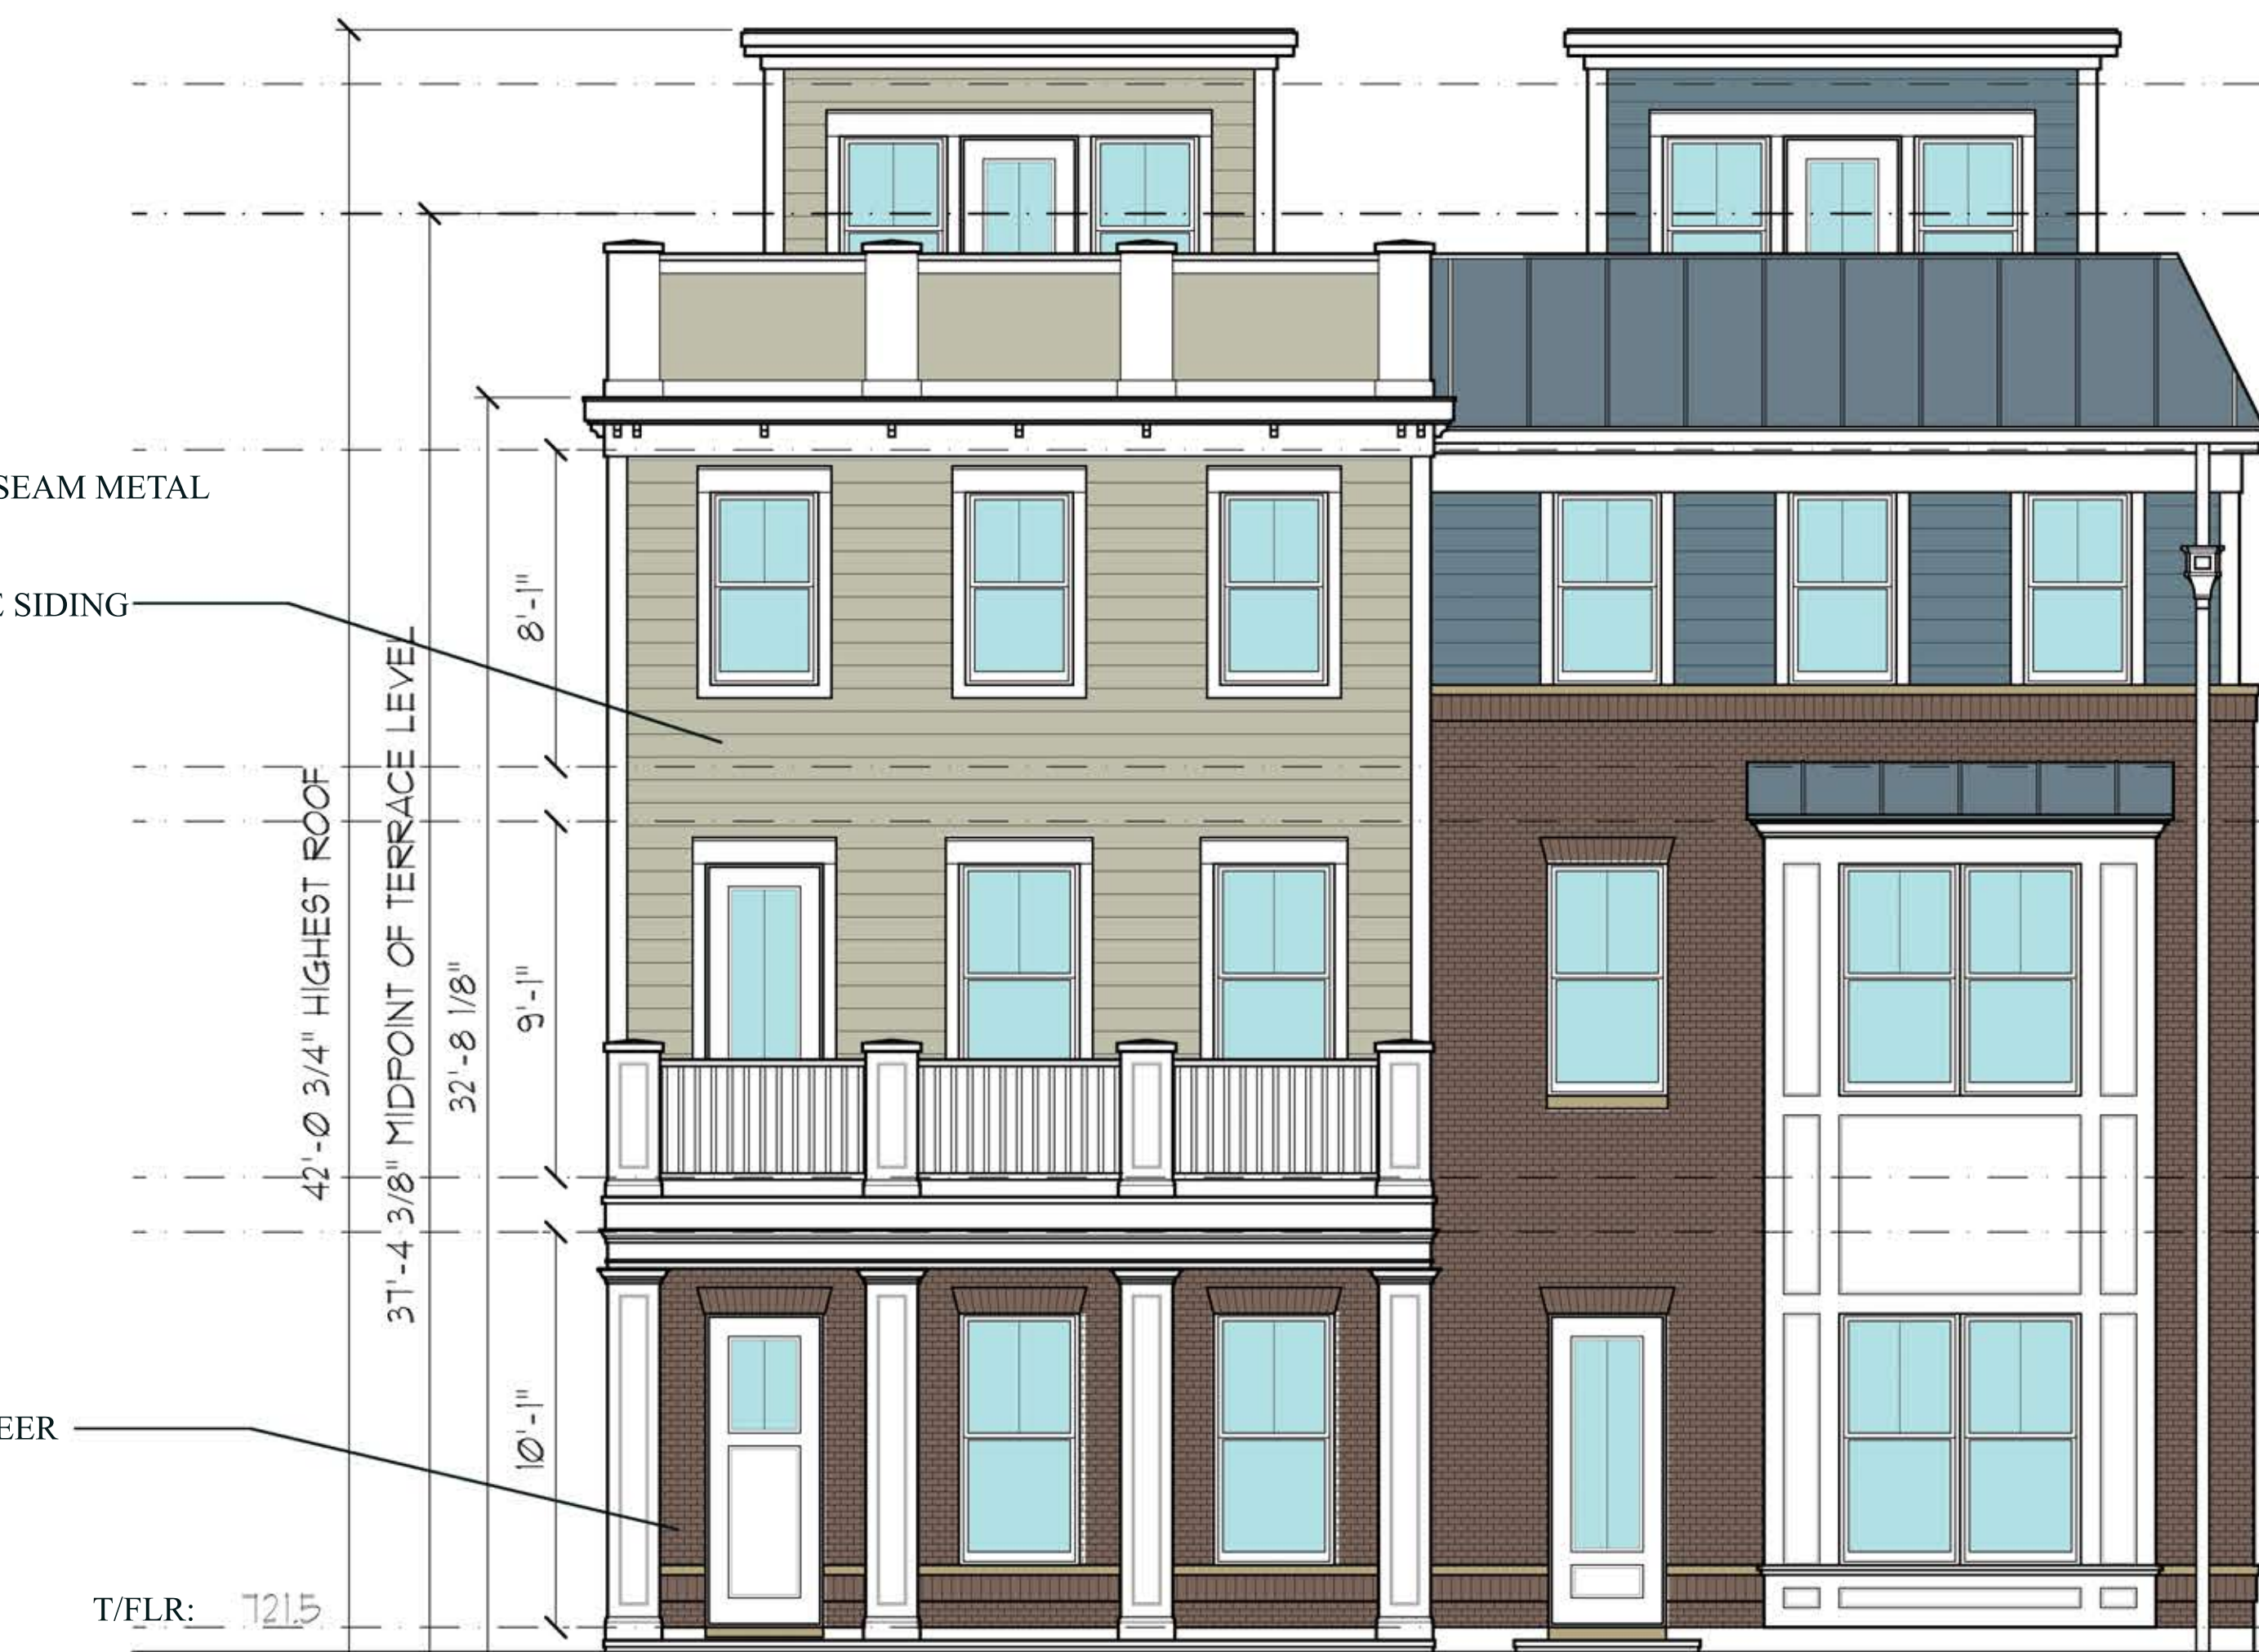 SEAM METAL
E SIDING
EER
T/FLR: 721.5
42'-0 3/4" HIGHEST ROOF
37'-4 3/8" MIDPOINT OF TERRACE LEVEL
32'-8 1/8"
8'-1"
9'-1"
10'-1"